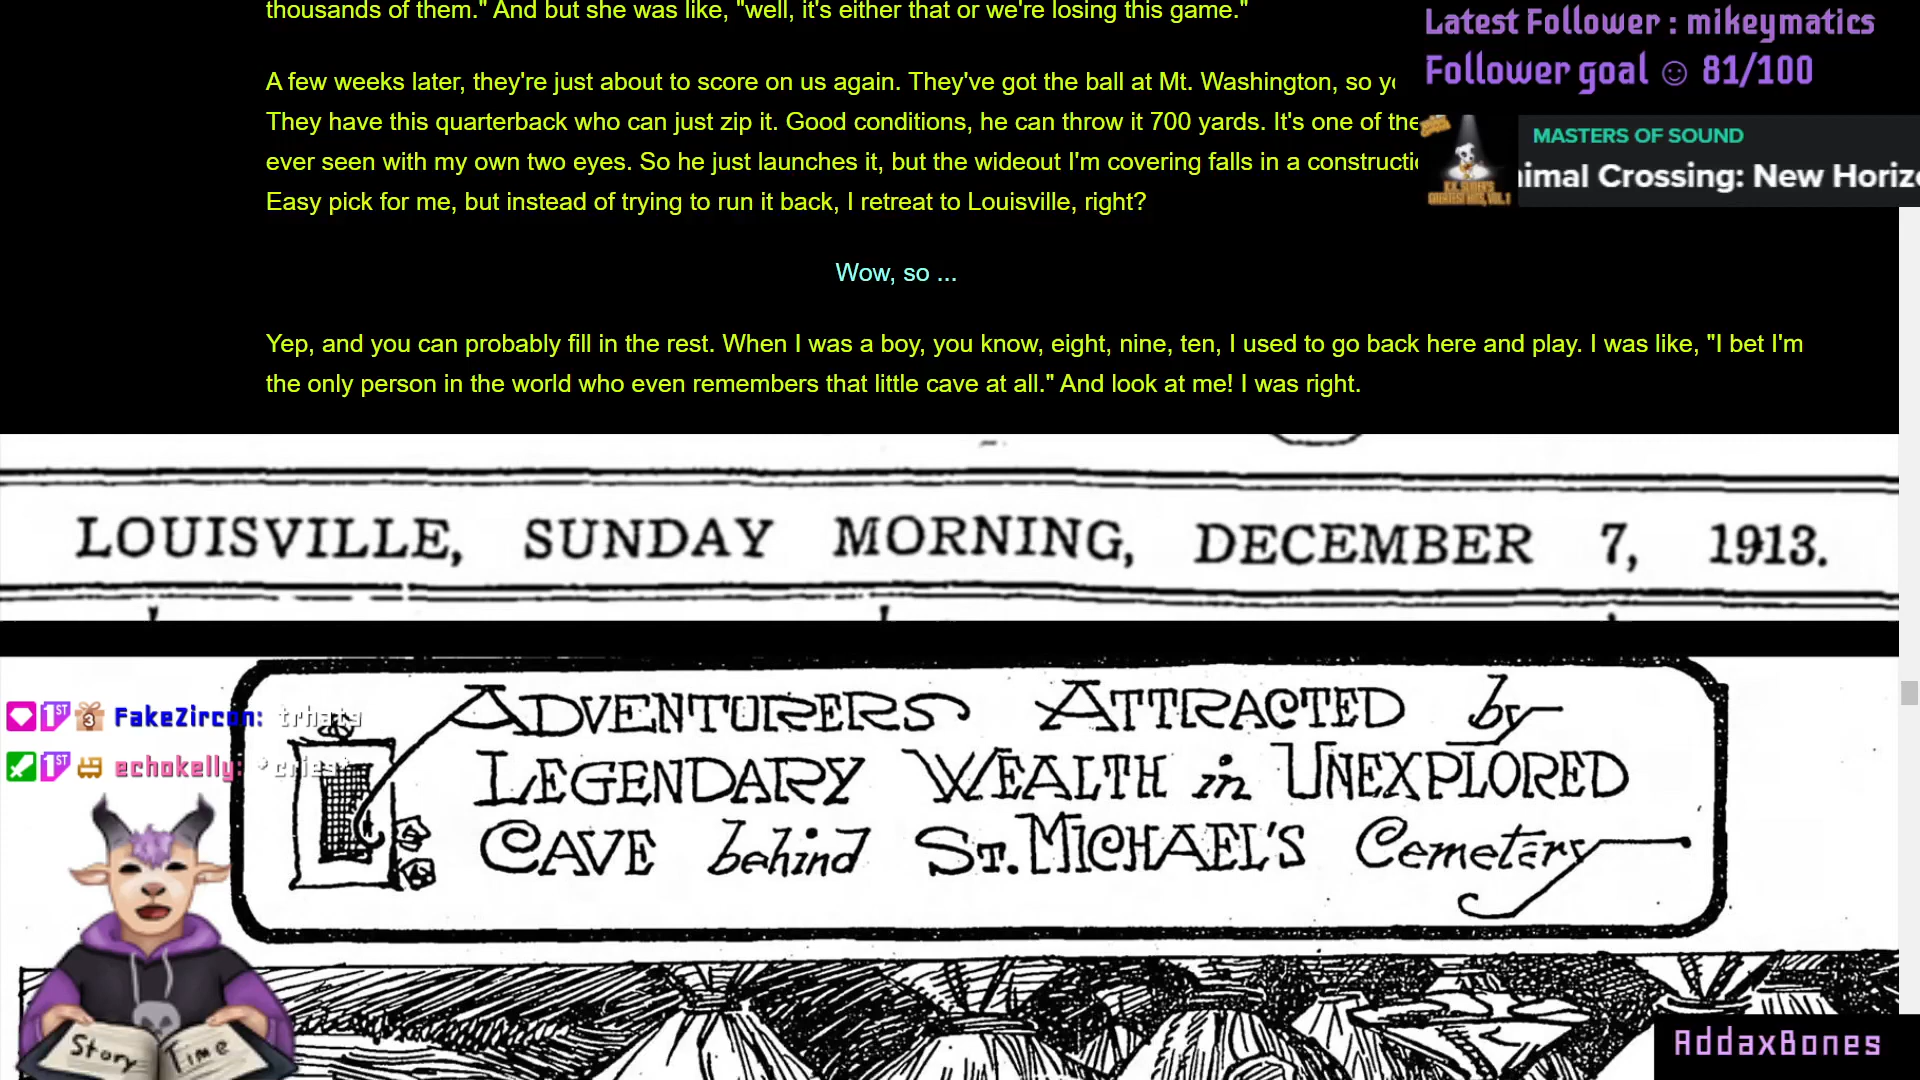 thousands of them." And but she was like, "well, it's either that or we're losing this game."
A few weeks later, they're just about to score on us again. They've got the ball at Mt. Washington, so
They have this quarterback who can just zip it. Good conditions, he can throw it 700 yards. It's one of
ever seen with my own two eyes. So he just launches it, but the wideout I'm covering falls in a
Easy pick for me, but instead of trying to run it back, I retreat to Louisville, right?
Wow, so ...
Yep, and you can probably fill in the rest. When I was a boy, you know, eight, nine, ten, I used to go back here and play. I was like, "I bet I'm
the only person in the world who even remembers that little cave at all." And look at me! I was right.
Latest Follower : mikeymatics
Follower goal ☺ 81/100
MASTERS OF SOUND
Crossing: New
K.K. SLIDER'S
GREATEST HITS, VOL. 1
LOUISVILLE, SUNDAY MORNING, DECEMBER 7, 1913.
ADVENTURERS ATTRACTED by
LEGENDARY WEALTH in UNEXPLORED
CAVE behind ST. MICHAEL'S Cemetery
1ST 3 FakeZircon:
1ST echokelly: *cries*
Story Time
AddaxBones